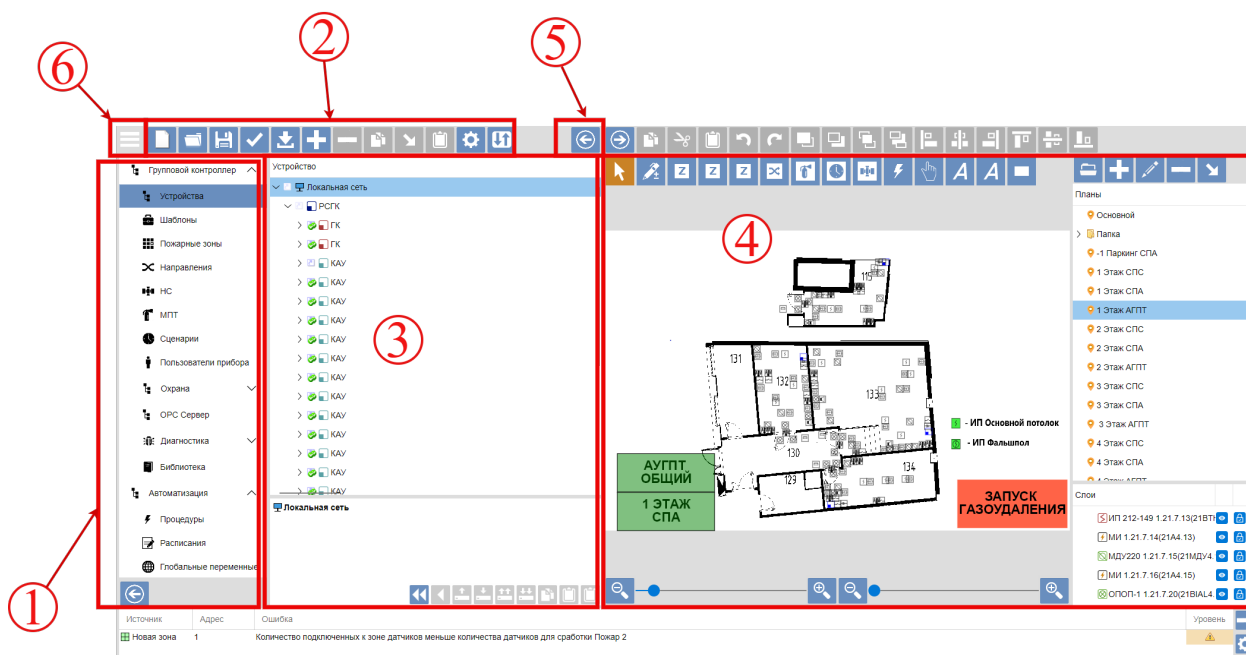 2
5
6
Групповой контроллер
Устройства
Шаблоны
Пожарные зоны
Направления
НС
МПТ
Сценарии
Пользователи прибора
Охрана
OPC Сервер
Диагностика
Библиотека
Автоматизация
Процедуры
Расписания
Глобальные переменные
1
Устройство
Локальная сеть
РСГК
ГК
ГК
КАУ
КАУ
КАУ
КАУ
КАУ
КАУ
КАУ
КАУ
КАУ
КАУ
КАУ
КАУ
КАУ
3
Локальная сеть
Z
Z
Z
A
A
4
115
131
132
133
130
129
134
- ИП Основной потолок
- ИП Фальшпол
АУГПТ
ОБЩИЙ
1 ЭТАЖ
СПА
ЗАПУСК
ГАЗОУДАЛЕНИЯ
Планы
Основной
Папка
-1 Паркинг СПА
1 Этаж СПС
1 Этаж СПА
1 Этаж АГПТ
2 Этаж СПС
2 Этаж СПА
2 Этаж АГПТ
3 Этаж СПС
3 Этаж СПА
3 Этаж АГПТ
4 Этаж СПС
4 Этаж СПА
4 Этаж АГПТ
Слои
ИП 212-149 1.21.7.13(21BTH
МИ 1.21.7.14(21A4.13)
МДУ220 1.21.7.15(21МДУ4.
МИ 1.21.7.16(21A4.15)
ОПОП-1 1.21.7.20(21BIAL4.
Источник Адрес Ошибка Уровень
Новая зона 1 Количество подключенных к зоне датчиков меньше количества датчиков для сработки Пожар 2